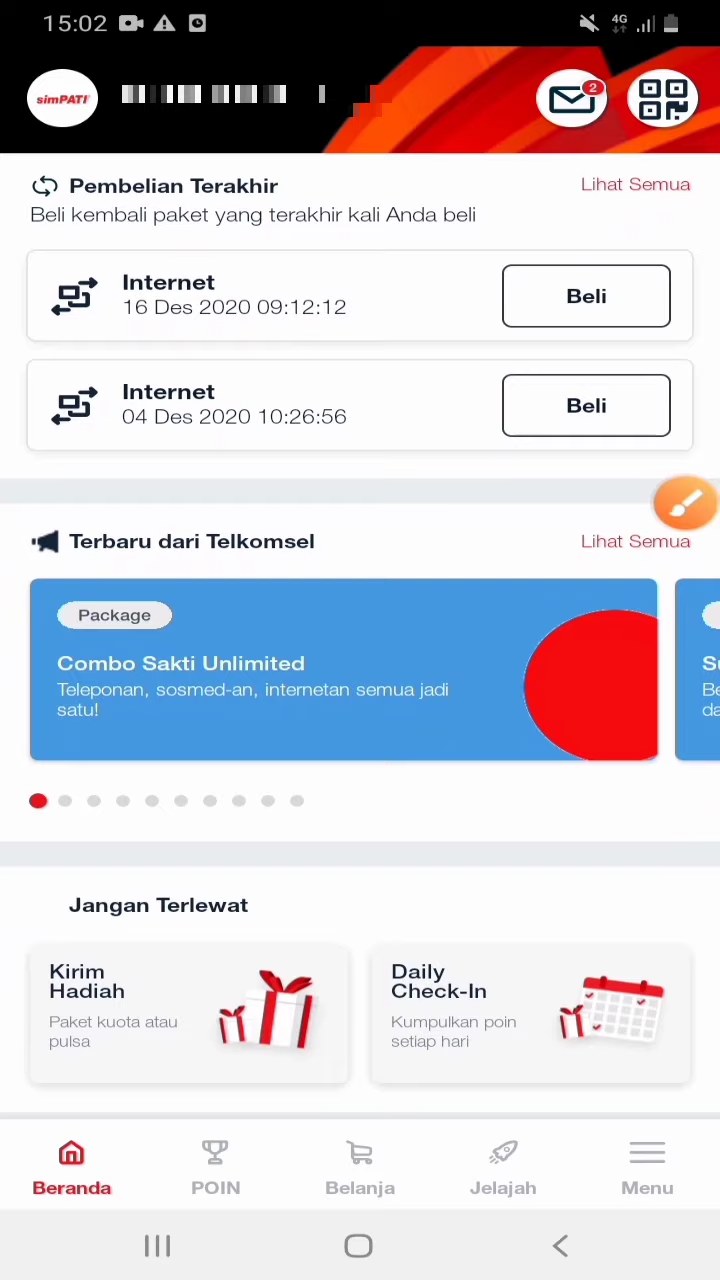 15:02
4G
simPATI
2
Pembelian Terakhir
Lihat Semua
Beli kembali paket yang terakhir kali Anda beli
Internet
16 Des 2020 09:12:12
Beli
Internet
04 Des 2020 10:26:56
Beli
Terbaru dari Telkomsel
Lihat Semua
Package
Combo Sakti Unlimited
Teleponan, sosmed-an, internetan semua jadi
satu!
Su
Be
da
Jangan Terlewat
Kirim
Hadiah
Paket kuota atau
pulsa
Daily
Check-In
Kumpulkan poin
setiap hari
Beranda
POIN
Belanja
Jelajah
Menu